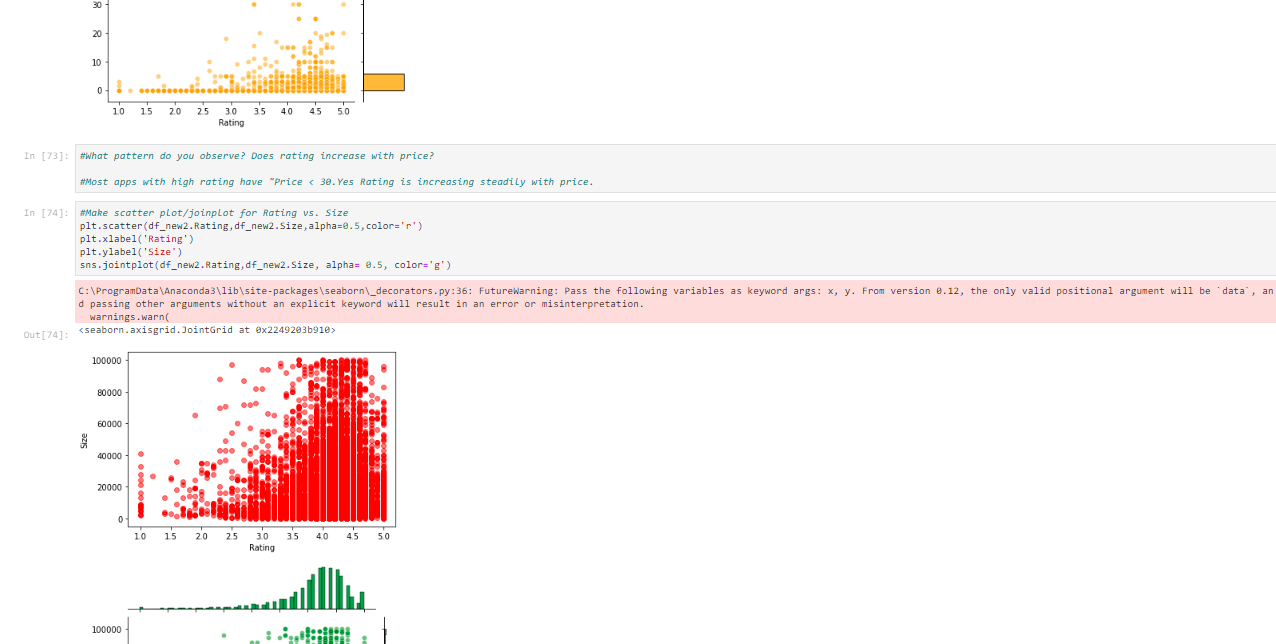 30
20
10
0
1.0 1.5 2.0 2.5 3.0 3.5 4.0 4.5 5.0
Rating
In [73]: #What pattern do you observe? Does rating increase with price?
#Most apps with high rating have "Price < 30.Yes Rating is increasing steadily with price.
In [74]: #Make scatter plot/joinplot for Rating vs. Size
plt.scatter(df_new2.Rating,df_new2.Size,alpha=0.5,color='r')
plt.xlabel('Rating')
plt.ylabel('Size')
sns.jointplot(df_new2.Rating,df_new2.Size, alpha= 0.5, color='g')
C:\ProgramData\Anaconda3\lib\site-packages\seaborn\_decorators.py:36: FutureWarning: Pass the following variables as keyword args: x, y. From version 0.12, the only valid positional argument will be `data`, an
d passing other arguments without an explicit keyword will result in an error or misinterpretation.
warnings.warn(
Out[74]: <seaborn.axisgrid.JointGrid at 0x2249203b910>
100000
80000
60000
Size
40000
20000
0
1.0 1.5 2.0 2.5 3.0 3.5 4.0 4.5 5.0
Rating
100000